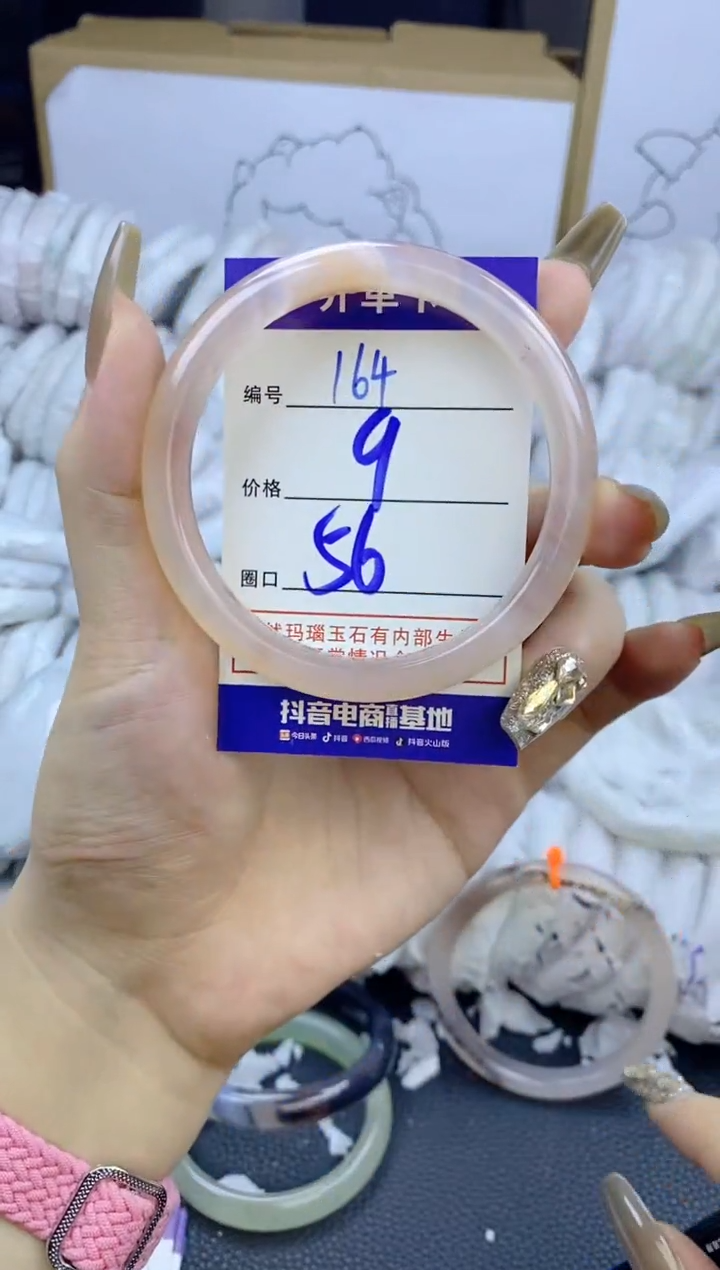 开单卡
编号 164
价格 9
圈口 56
然玛瑙玉石有内部生
抖音电商直播基地
今日头条 抖音 西瓜视频 抖音火山版